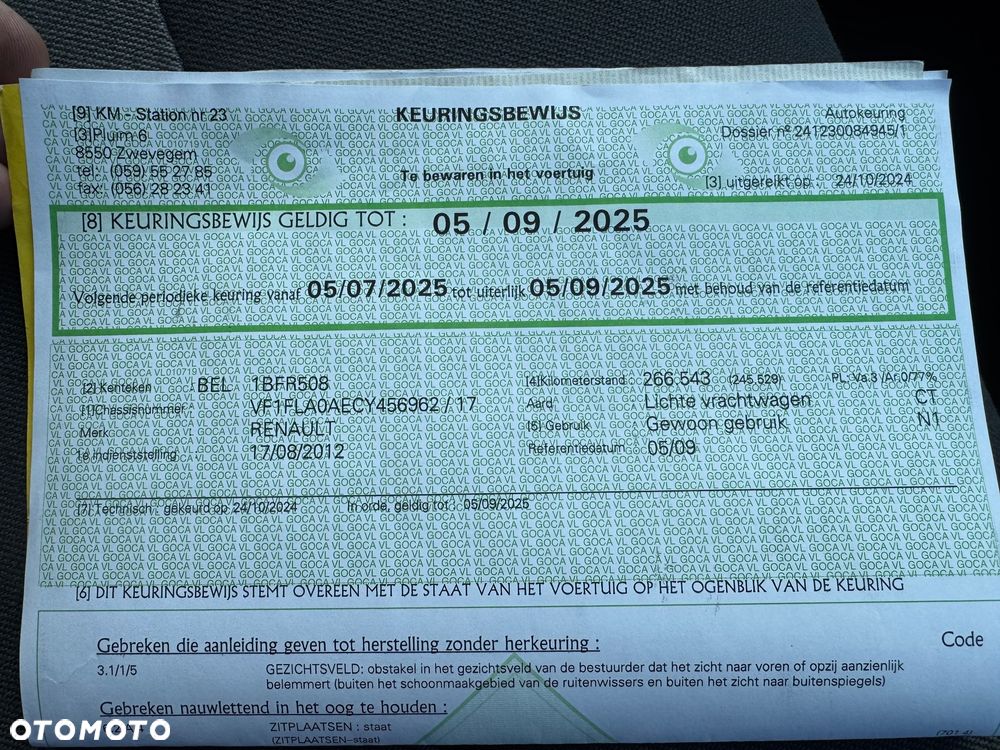 [9] KM - Station nr 23
KEURINGSBEWIJS
Autokeuring
[3] Pluim 6
Dossier nº 241230084945/1
8550 Zwevegem
tel.: (059) 55 27 85
Te bewaren in het voertuig
[3] uitgereikt op : 24/10/2024
fax: (056) 28 23 41
[8] KEURINGSBEWIJS GELDIG TOT : 05 / 09 / 2025
Volgende periodieke keuring vanaf 05/07/2025 tot uiterlijk 05/09/2025 met behoud van de referentiedatum
[2] Kenteken BEL 1BFR508
[4] Kilometerstand 266.543 (245.529) PL: Va.3 /Ar.0/77%
[1] Chassisnummer VF1FLA0AECY456962 / 17
Aard Lichte vrachtwagen CT
Merk RENAULT
[5] Gebruik Gewoon gebruik N1
1e indienststelling 17/08/2012
Referentiedatum 05/09
[7] Technisch : gekeurd op 24/10/2024 In orde, geldig tot : 05/09/2025
[6] DIT KEURINGSBEWIJS STEMT OVEREEN MET DE STAAT VAN HET VOERTUIG OP HET OGENBLIK VAN DE KEURING
Gebreken die aanleiding geven tot herstelling zonder herkeuring :
Code
3.1/1/5 GEZICHTSVELD: obstakel in het gezichtsveld van de bestuurder dat het zicht naar voren of opzij aanzienlijk
belemmert (buiten het schoonmaakgebied van de ruitenwissers en buiten het zicht naar buitenspiegels)
Gebreken nauwlettend in het oog te houden :
ZITPLAATSEN : staat
(ZITPLAATSEN-staat)
OTOMOTO